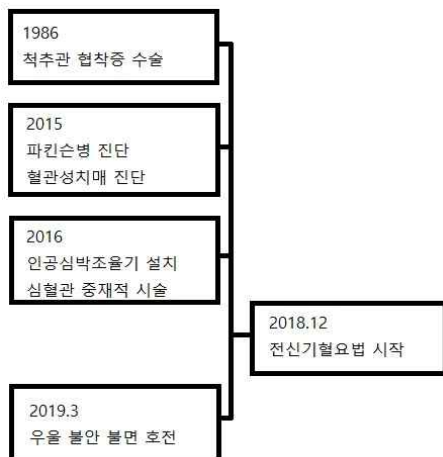 1986
척추관 협착증 수술
2015
파킨슨병 진단
혈관성치매 진단
2016
인공심박조율기 설치
심혈관 중재적 시술
2018.12
전신기혈요법 시작
2019.3
우울 불안 불면 호전